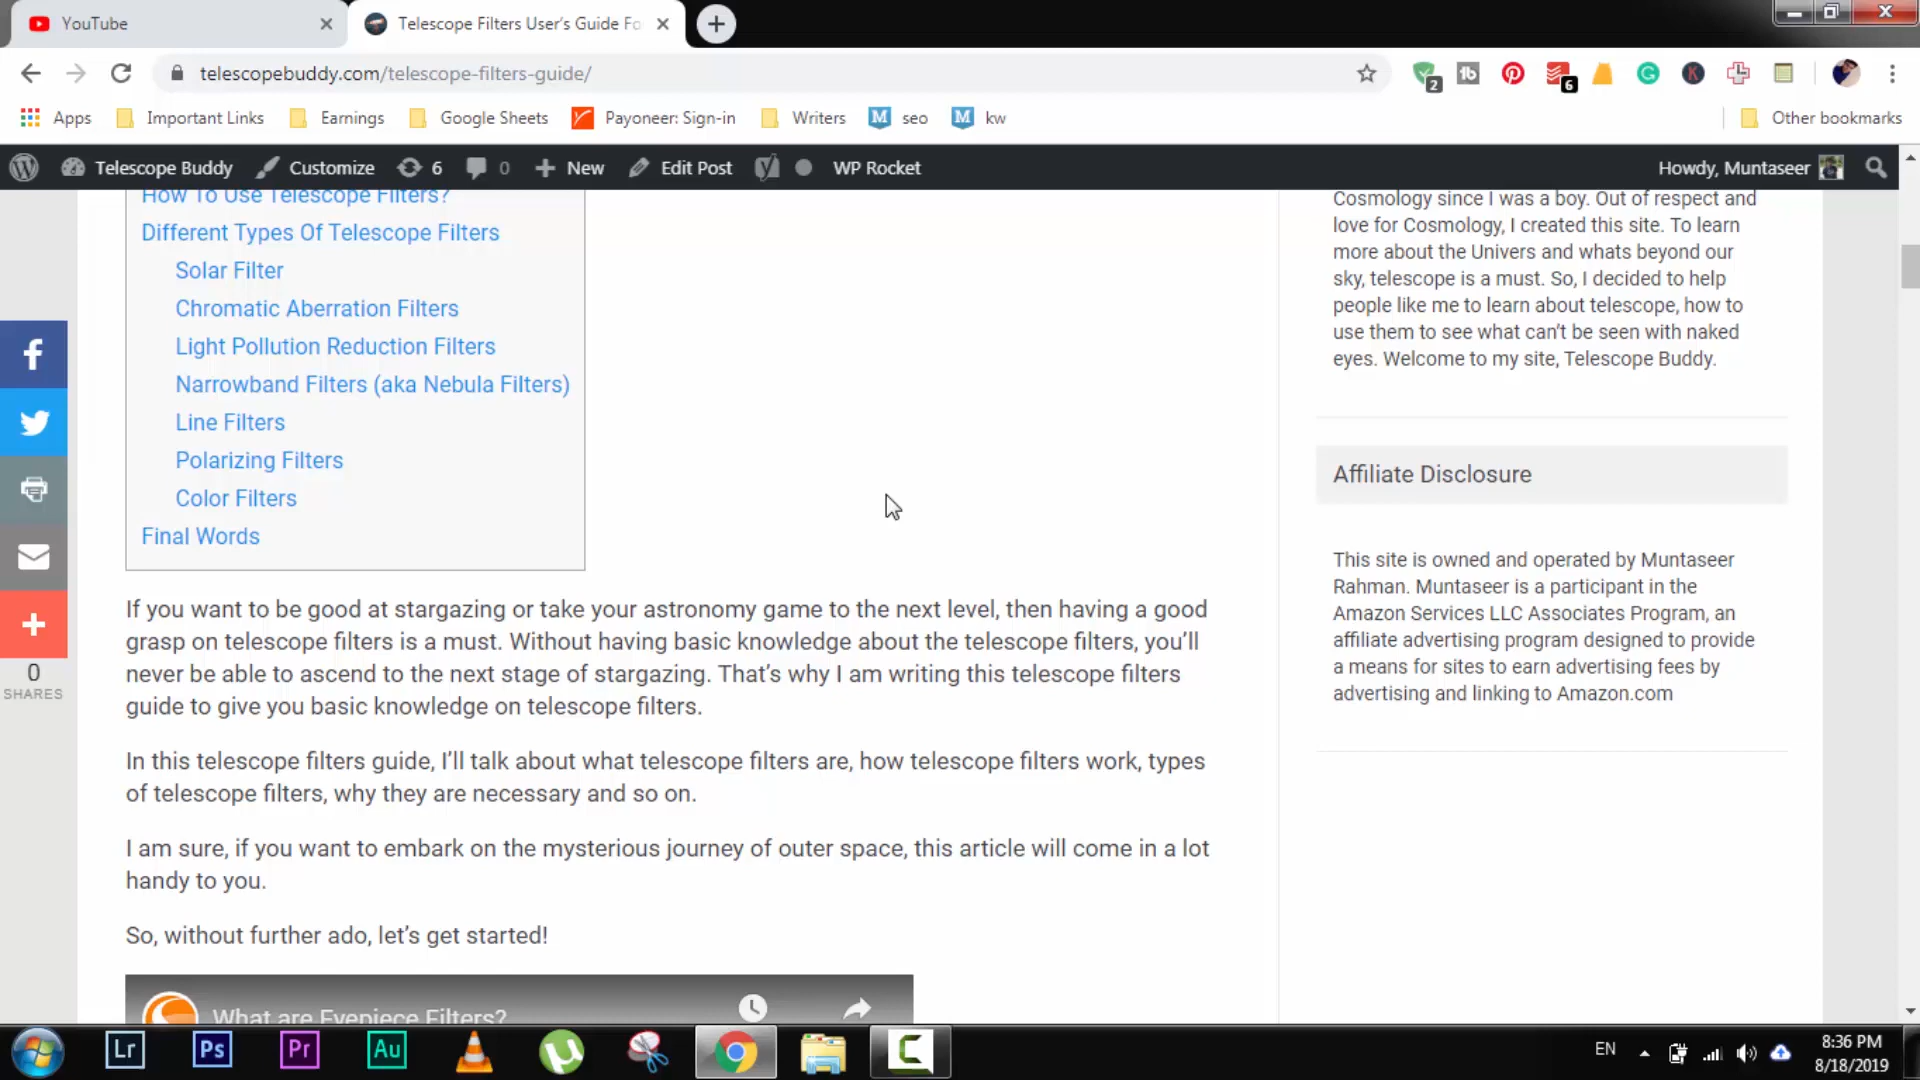 YouTube
Telescope Filters User's Guide Fo
telescopebuddy.com/telescope-filters-guide/
2
6
Apps
Important Links
Earnings
Google Sheets
Payoneer: Sign-in
Writers
seo
kw
Other bookmarks
Telescope Buddy
Customize
6
0
New
Edit Post
WP Rocket
Howdy, Muntaseer
How To Use Telescope Filters?
Different Types Of Telescope Filters
Solar Filter
Chromatic Aberration Filters
Light Pollution Reduction Filters
Narrowband Filters (aka Nebula Filters)
Line Filters
Polarizing Filters
Color Filters
Final Words
0
SHARES
If you want to be good at stargazing or take your astronomy game to the next level, then having a good
grasp on telescope filters is a must. Without having basic knowledge about the telescope filters, you'll
never be able to ascend to the next stage of stargazing. That's why I am writing this telescope filters
guide to give you basic knowledge on telescope filters.
In this telescope filters guide, I'll talk about what telescope filters are, how telescope filters work, types
of telescope filters, why they are necessary and so on.
I am sure, if you want to embark on the mysterious journey of outer space, this article will come in a lot
handy to you.
So, without further ado, let's get started!
What are Eyepiece Filters?
Cosmology since I was a boy. Out of respect and
love for Cosmology, I created this site. To learn
more about the Univers and whats beyond our
sky, telescope is a must. So, I decided to help
people like me to learn about telescope, how to
use them to see what can't be seen with naked
eyes. Welcome to my site, Telescope Buddy.
Affiliate Disclosure
This site is owned and operated by Muntaseer
Rahman. Muntaseer is a participant in the
Amazon Services LLC Associates Program, an
affiliate advertising program designed to provide
a means for sites to earn advertising fees by
advertising and linking to Amazon.com
Lr
Ps
Pr
Au
EN
8:36 PM
8/18/2019